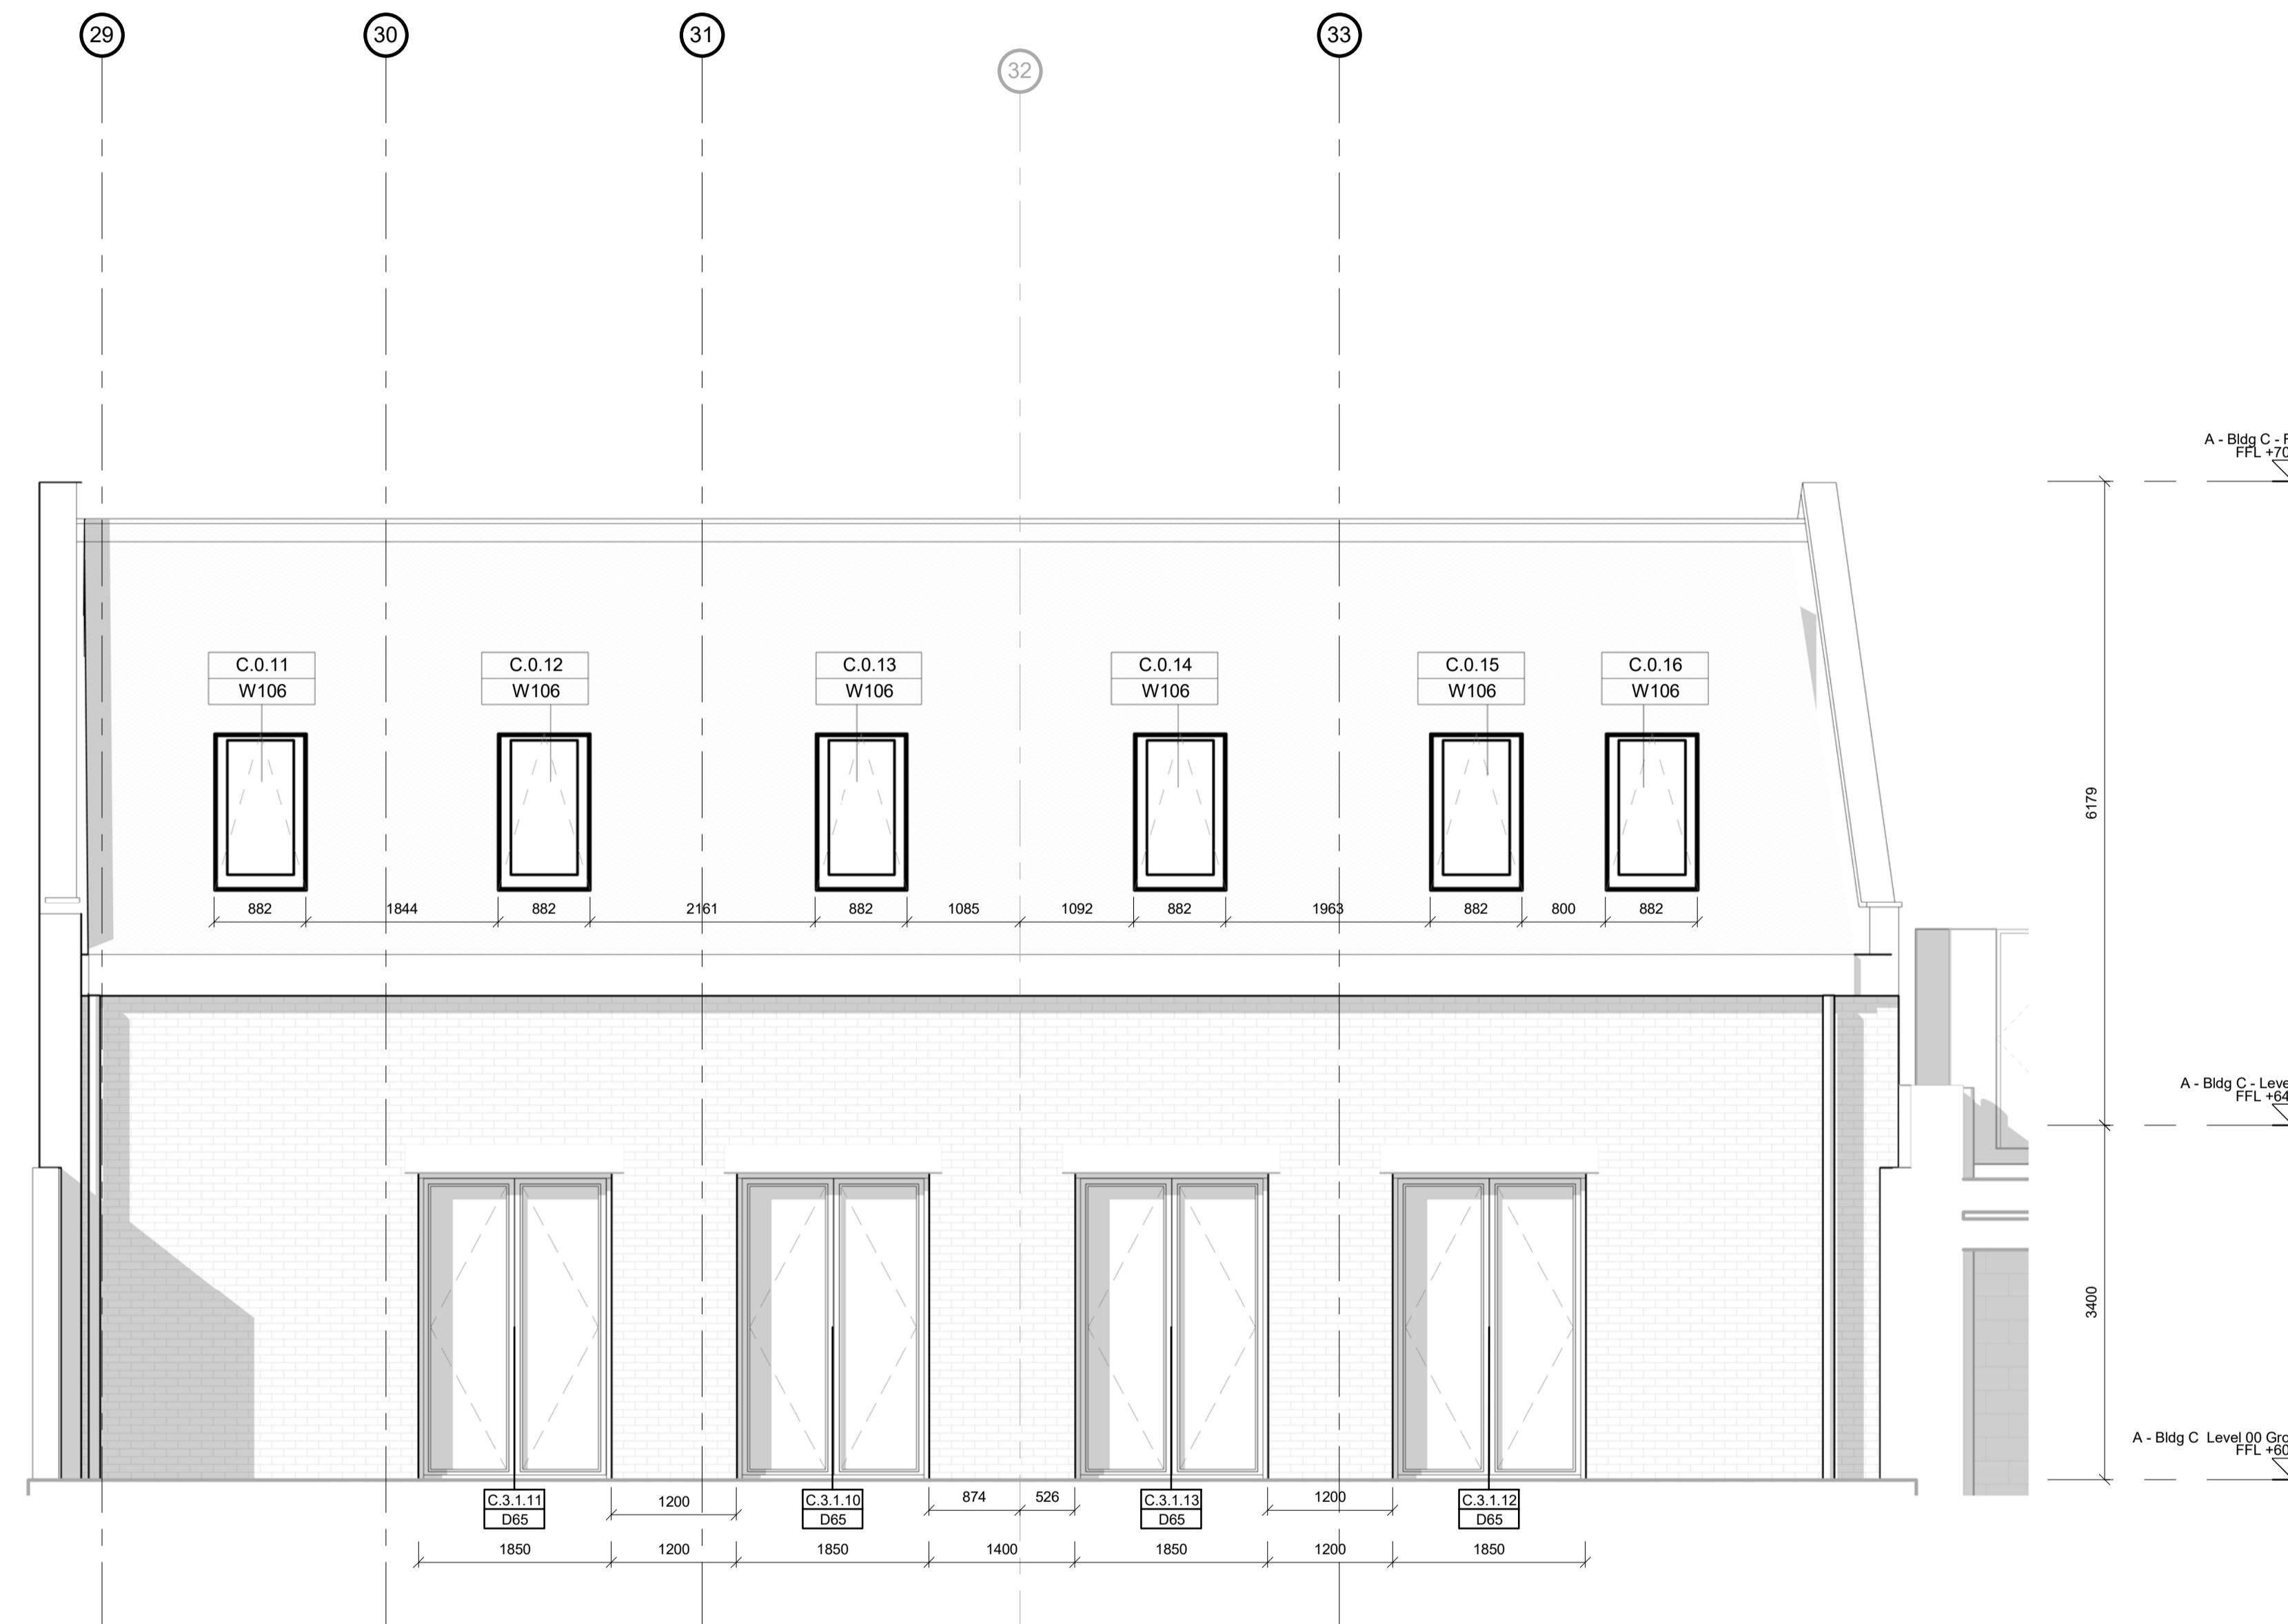 29
30
31
32
33
A - Bldg C - F
FFL +70
C.0.11
W106
C.0.12
W106
C.0.13
W106
C.0.14
W106
C.0.15
W106
C.0.16
W106
6179
882
1844
882
2161
882
1085
1092
882
1963
882
800
882
A - Bldg C - Leve
FFL +64
3400
A - Bldg C Level 00 Gro
FFL +60
C.3.1.11
D65
1200
C.3.1.10
D65
874
526
C.3.1.13
D65
1200
C.3.1.12
D65
1850
1200
1850
1400
1850
1200
1850